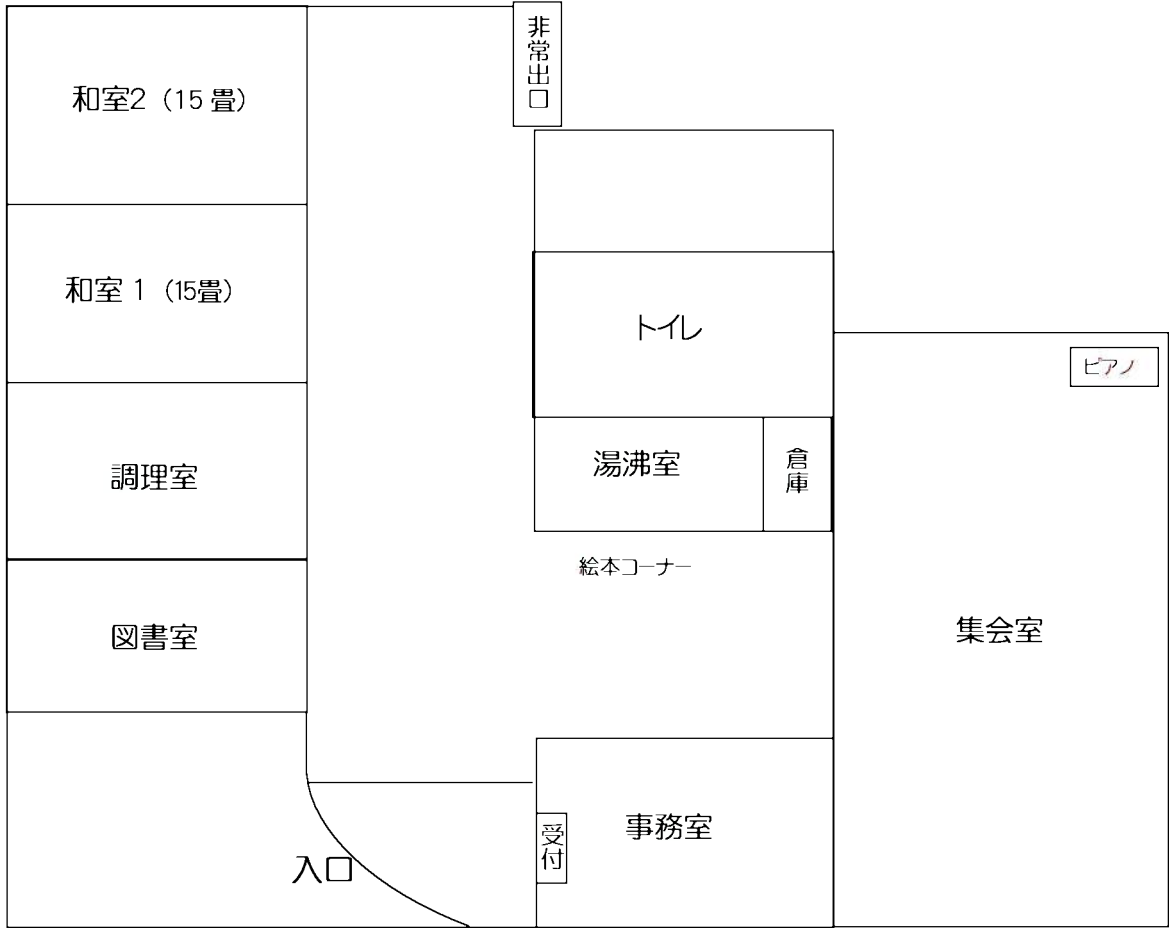 非常出口
和室2（15 畳）
和室 1（15畳）
トイレ
ピアノ
調理室
湯沸室
倉庫
絵本コーナー
図書室
集会室
事務室
受付
入口